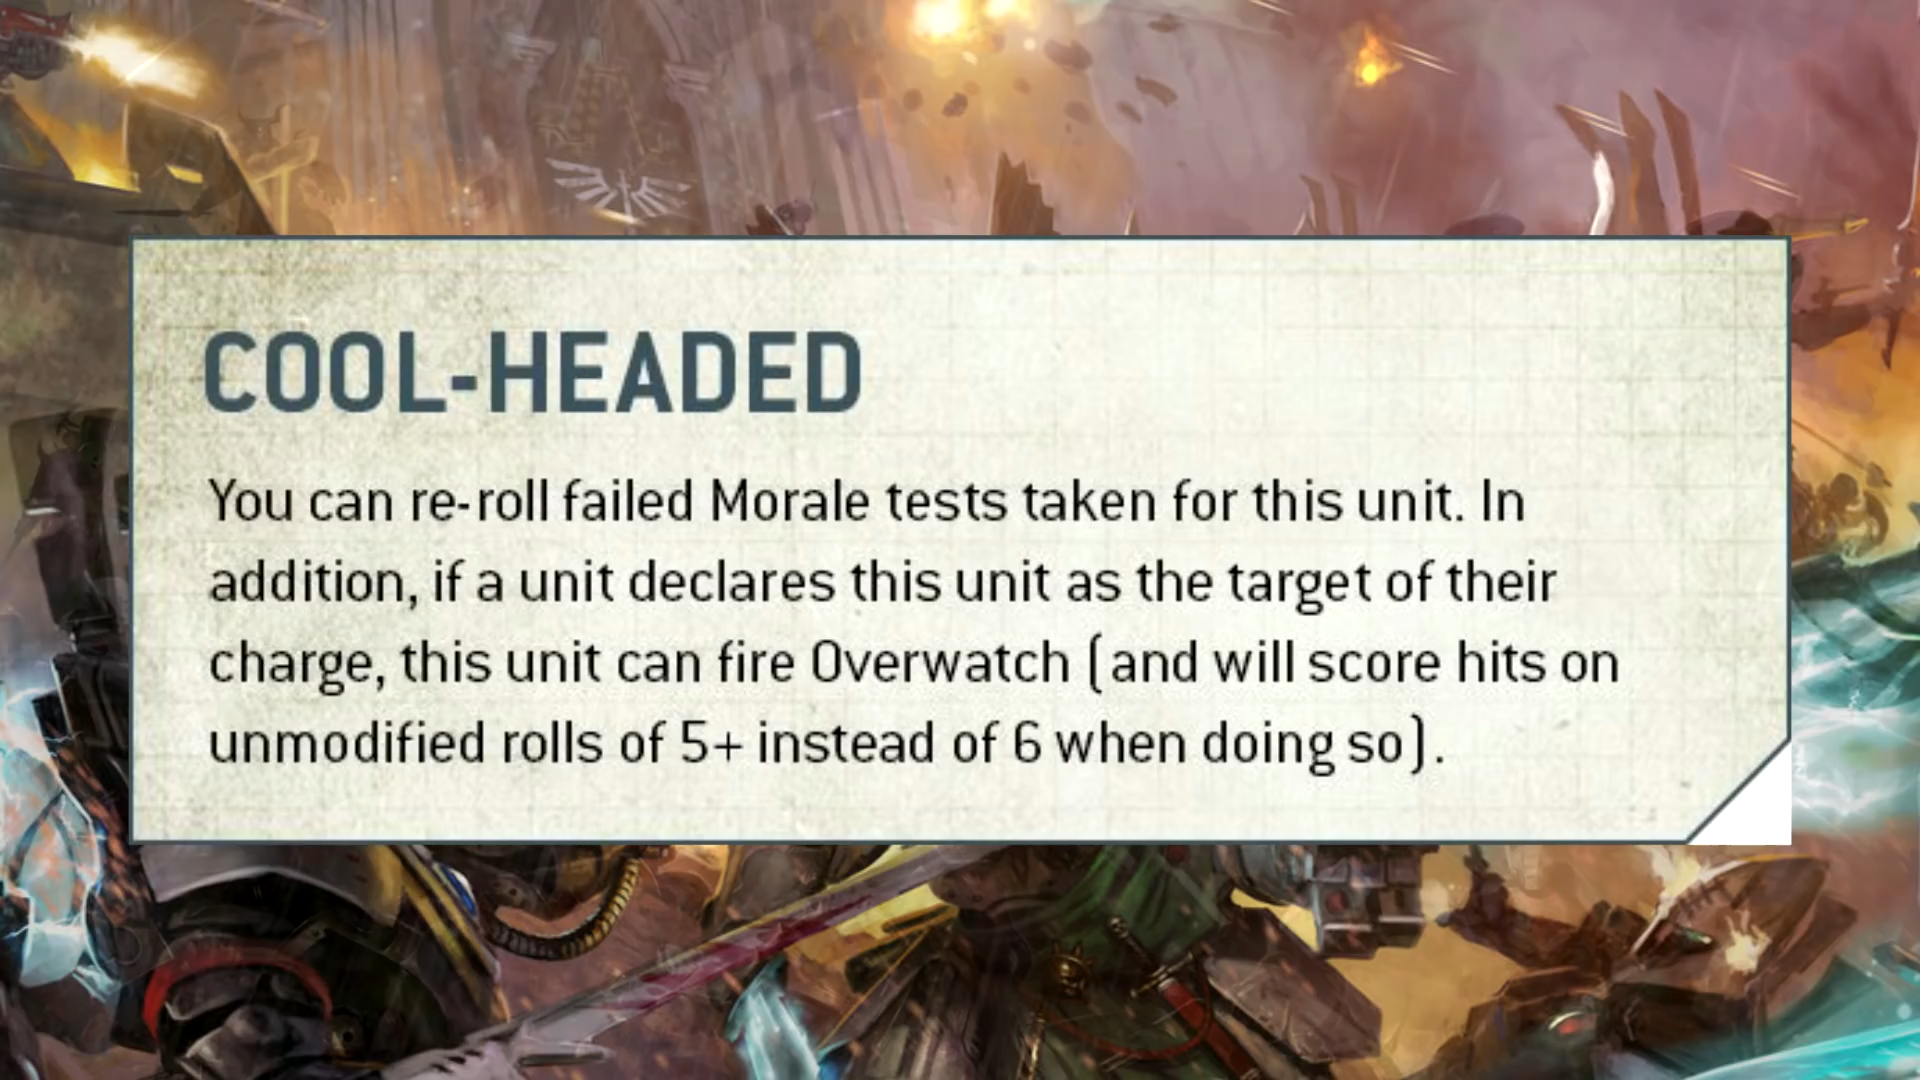 COOL-HEADED
You can re-roll failed Morale tests taken for this unit. In
addition, if a unit declares this unit as the target of their
charge, this unit can fire Overwatch (and will score hits on
unmodified rolls of 5+ instead of 6 when doing so).